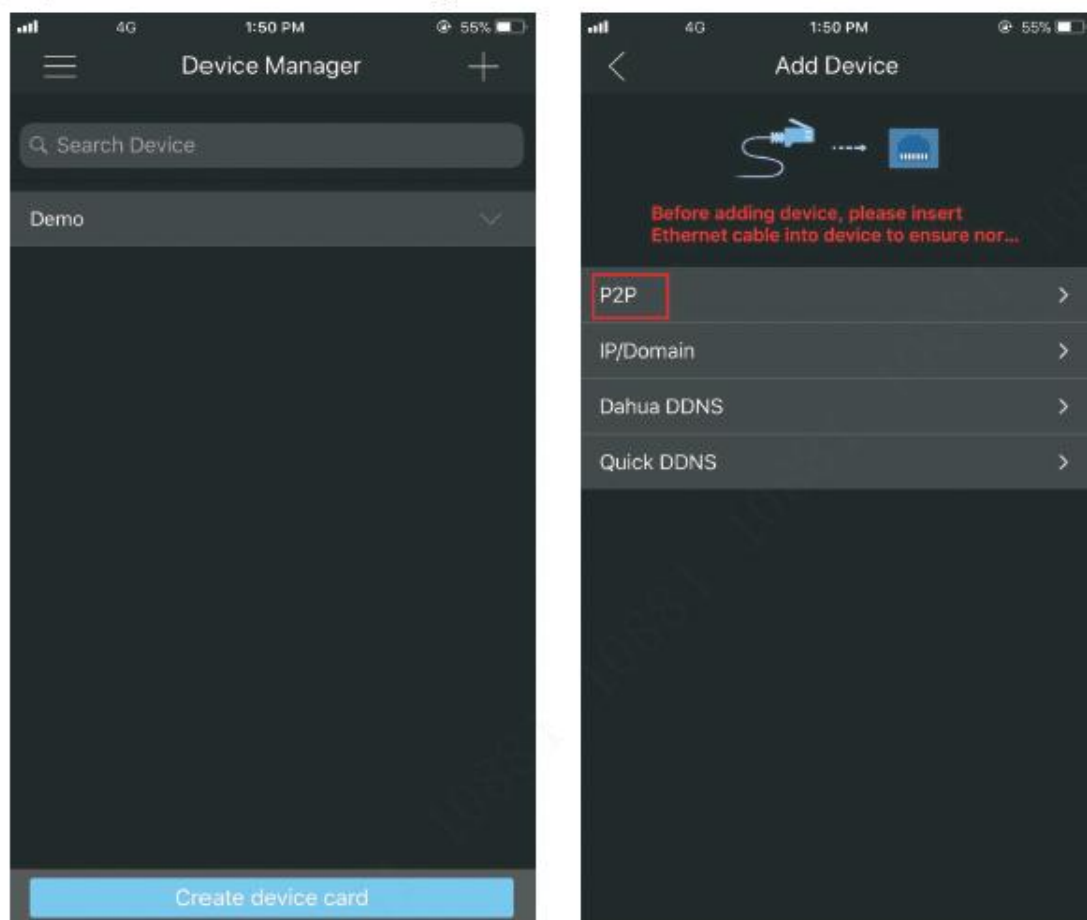 4G 1:50 PM 55%
Device Manager
Search Device
Demo
Create device card
4G 1:50 PM 55%
Add Device
Before adding device, please insert
Ethernet cable into device to ensure nor...
P2P
IP/Domain
Dahua DDNS
Quick DDNS